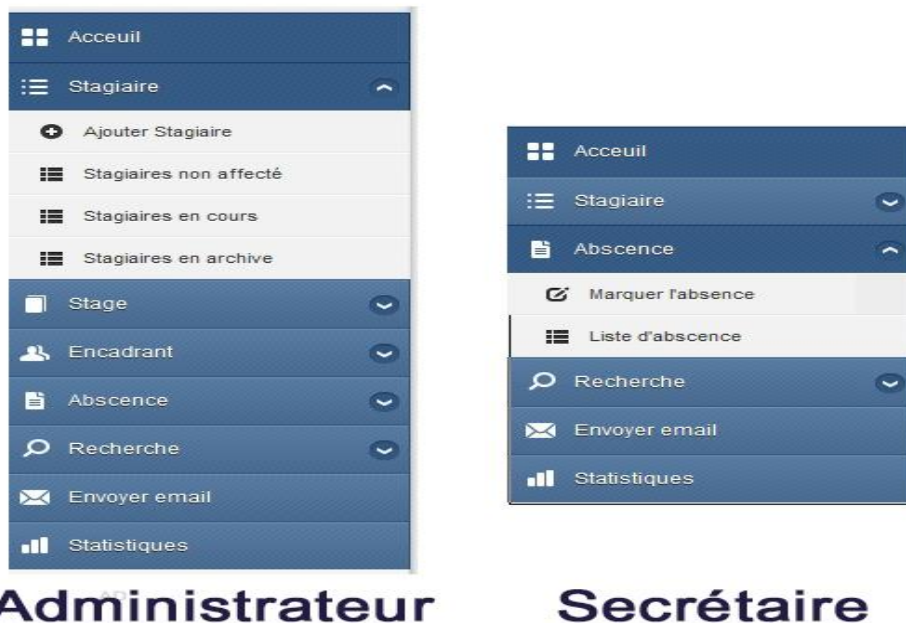 Acceuil
Stagiaire
Ajouter Stagiaire
Stagiaires non affecté
Stagiaires en cours
Stagiaires en archive
Stage
Encadrant
Abscence
Recherche
Envoyer email
Statistiques
Administrateur
Acceuil
Stagiaire
Abscence
Marquer l'absence
Liste d'abscence
Recherche
Envoyer email
Statistiques
Secrétaire